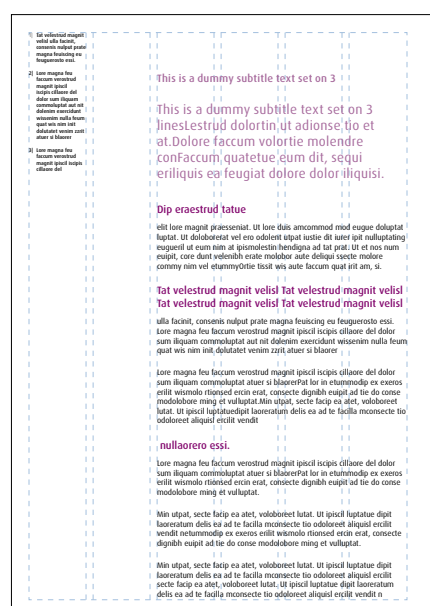 1) Tat velestrud magnit
velisl ulla facinit,
consenis nulput prate
magna feuiscing eu
feuguerosto essi.
2) Lore magna feu
faccum verostrud
magnit ipiscil
iscipis cillaore del
dolor sum iliquam
commoluptat aut nit
dolenim exercidunt
wissenim nulla feum
quat wis nim init
dolutatet venim zzrit
atuer si blaorer
3) Lore magna feu
faccum verostrud
magnit ipiscil iscipis
cillaore del
This is a dummy subtitle text set on 3
This is a dummy subtitle text set on 3
linesLestrud dolortin ut adionse tio et
at.Dolore faccum volortie molendre
conFaccum quatetue eum dit, sequi
eriliquis ea feugiat dolore dolor iliquisi.
Dip eraestrud tatue
elit lore magnit praesseniat. Ut lore duis amcommod mod eugue doluptat
luptat. Ut doloborerat vel ero odolent utpat iustie dit iurer ipit nulluptating
eugueril ut eum nim at ipsmolestin hendigna ad tat prat. Ut et nos num
euipit, core dunt velenibh erate molobor aute deliqui ssecte molore
commy nim vel etummyOrtie tissit wis aute faccum quat irit am, si.
Tat velestrud magnit velisl Tat velestrud magnit velisl
Tat velestrud magnit velisl Tat velestrud magnit velisl
ulla facinit, consenis nulput prate magna feuiscing eu feuguerosto essi.
Lore magna feu faccum verostrud magnit ipiscil iscipis cillaore del dolor
sum iliquam commoluptat aut nit dolenim exercidunt wissenim nulla feum
quat wis nim init dolutatet venim zzrit atuer si blaorer
Lore magna feu faccum verostrud magnit ipiscil iscipis cillaore del dolor
sum iliquam commoluptat atuer si blaorerPat lor in etummodip ex exeros
erilit wismolo rtionsed ercin erat, consecte dignibh euipit ad tie do conse
modolobore ming et vulluptat.Min utpat, secte facip ea atet, voloboreet
lutat. Ut ipiscil luptatuedipit laoreratum delis ea ad te facilla mconsecte tio
odoloreet aliquisl ercilit vendit
nullaorero essi.
Lore magna feu faccum verostrud magnit ipiscil iscipis cillaore del dolor
sum iliquam commoluptat atuer si blaorerPat lor in etummodip ex exeros
erilit wismolo rtionsed ercin erat, consecte dignibh euipit ad tie do conse
modolobore ming et vulluptat.
Min utpat, secte facip ea atet, voloboreet lutat. Ut ipiscil luptatue dipit
laoreratum delis ea ad te facilla mconsecte tio odoloreet aliquisl ercilit
vendit netummodip ex exeros erilit wismolo rtionsed ercin erat, consecte
dignibh euipit ad tie do conse modolobore ming et vulluptat.
Min utpat, secte facip ea atet, voloboreet lutat. Ut ipiscil luptatue dipit
laoreratum delis ea ad te facilla mconsecte tio odoloreet aliquisl ercilit
secte facip ea atet, voloboreet lutat. Ut ipiscil luptatue dipit laoreratum
delis ea ad te facilla mconsecte tio odoloreet aliquisl ercilit vendit n